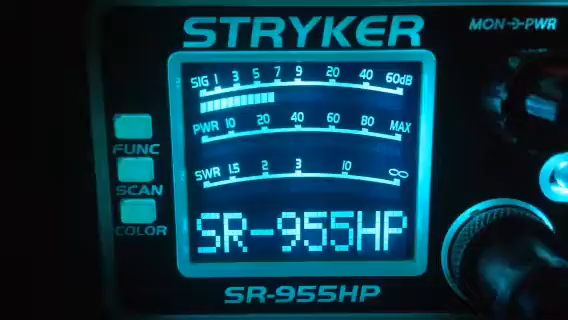 STRYKER
MON PWR
SIG 1 3 5 7 9 20 40 60dB
PWR 10 20 40 60 80 MAX
SWR 1.5 2 3 10 ∞
FUNC
SCAN
COLOR
SR-955HP
SR-955HP